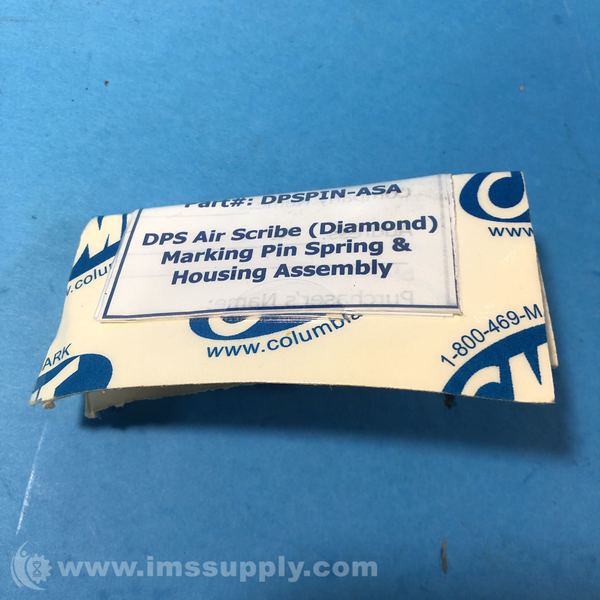 Part#: DPSPIN-ASA
DPS Air Scribe (Diamond)
Marking Pin Spring &
Housing Assembly
Purchaser's Name:
www
w.colu
www.columbia
1-800-469-M
ARK
www.imssupply.com